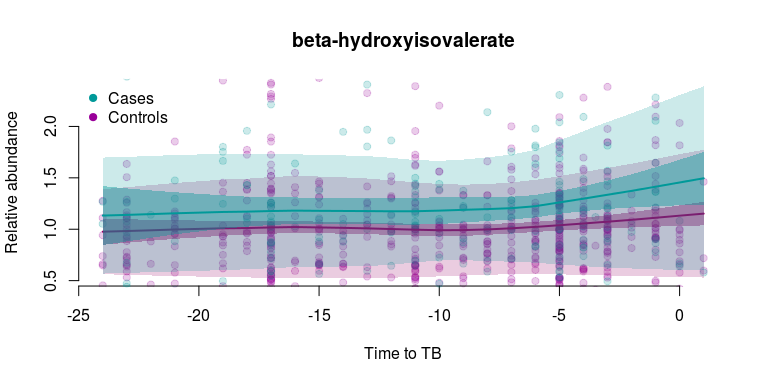 beta-hydroxyisovalerate
Cases
Controls
Relative abundance
2.0
1.5
1.0
0.5
-25 -20 -15 -10 -5 0
Time to TB